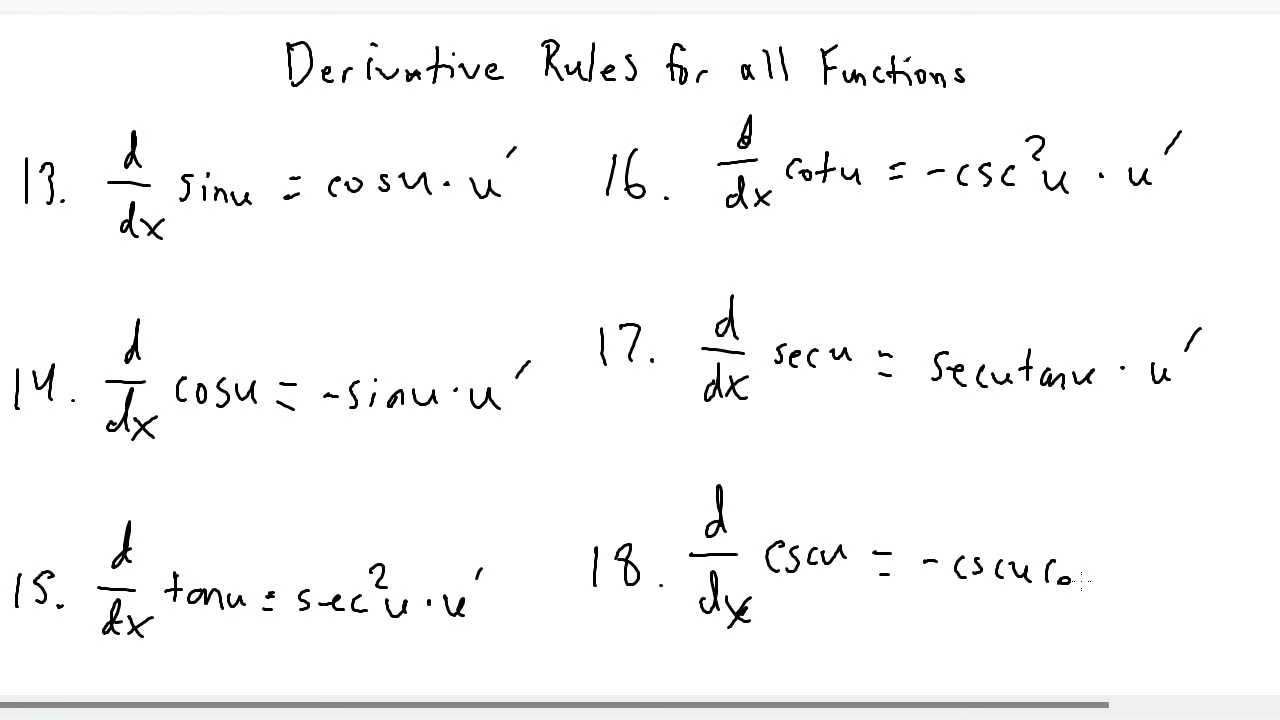 Derivative Rules for all Functions
13. d/dx sinu = cosu · u′
14. d/dx cosu = -sinu · u′
15. d/dx tanu = sec²u · u′
16. d/dx cotu = -csc²u · u′
17. d/dx secu = secutanu · u′
18. d/dx cscu = -cscu co